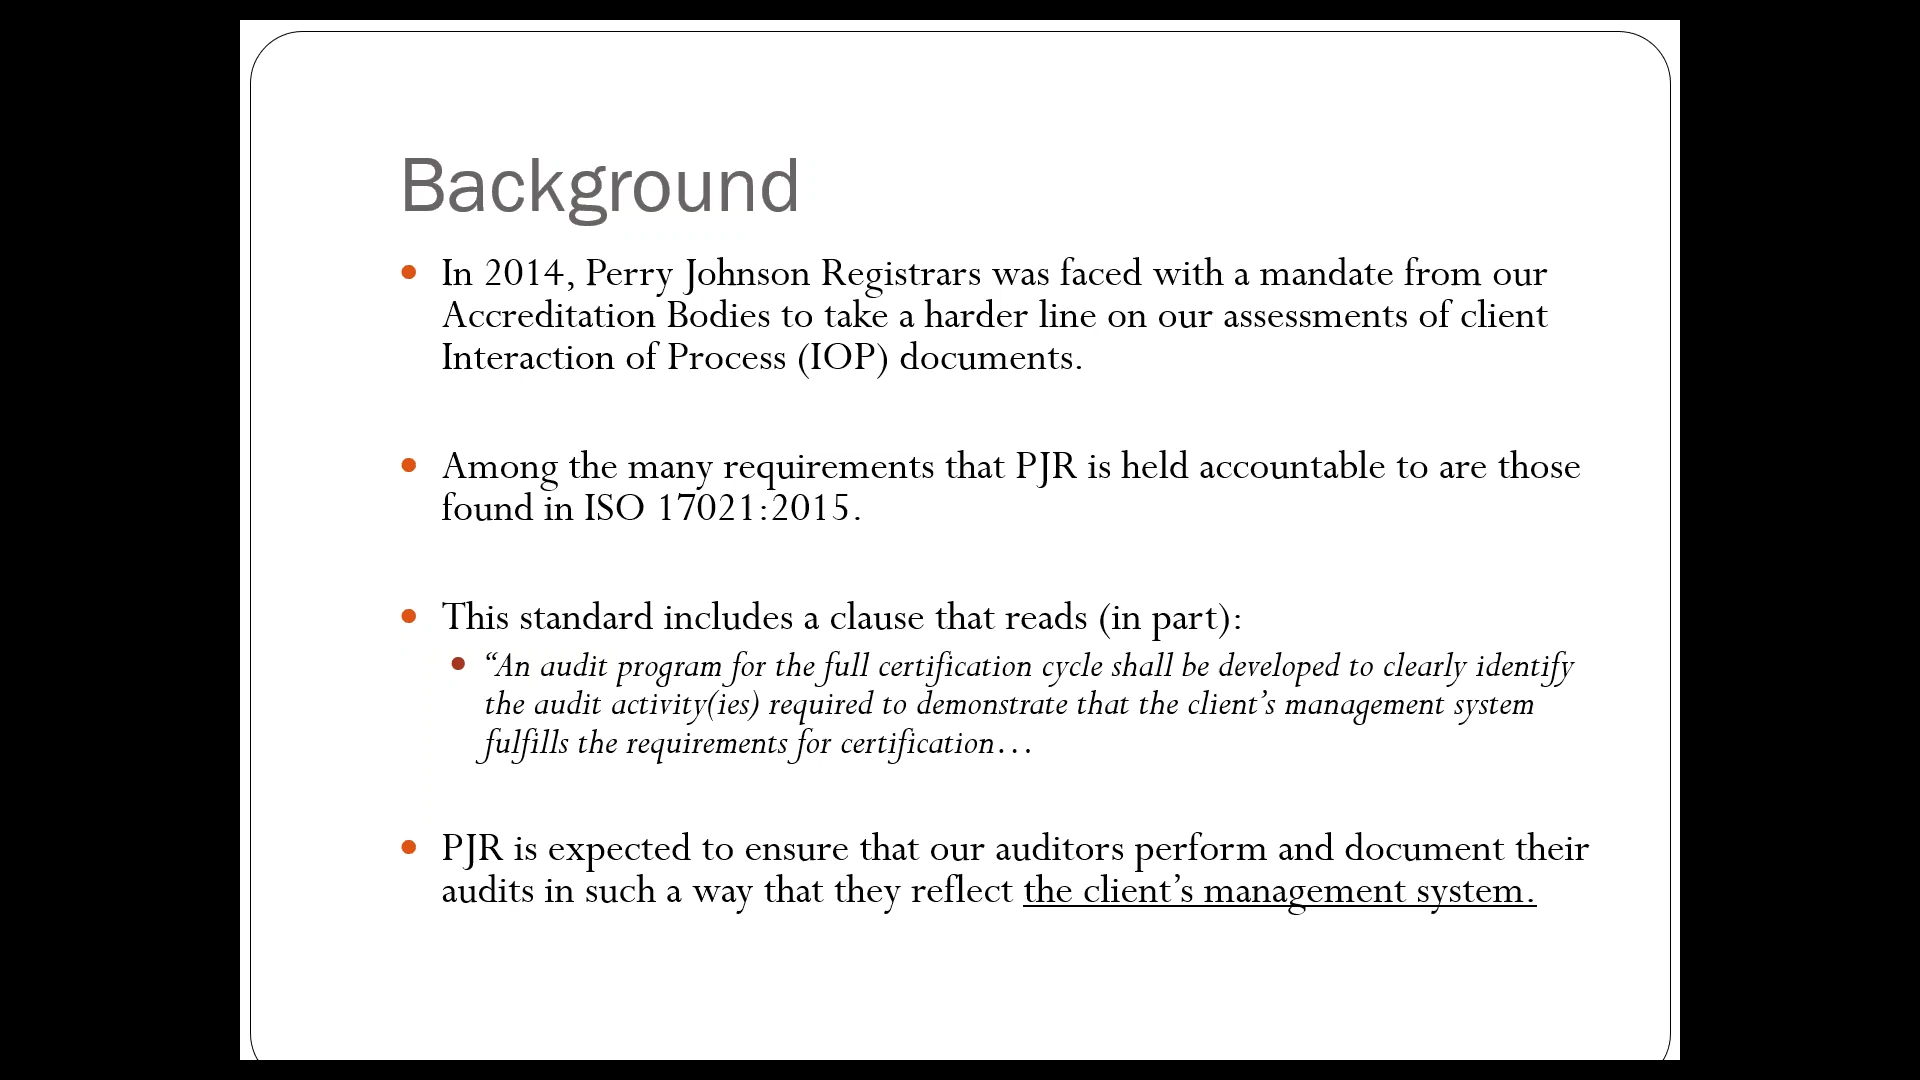 Background
• In 2014, Perry Johnson Registrars was faced with a mandate from our
Accreditation Bodies to take a harder line on our assessments of client
Interaction of Process (IOP) documents.
• Among the many requirements that PJR is held accountable to are those
found in ISO 17021:2015.
• This standard includes a clause that reads (in part):
• “An audit program for the full certification cycle shall be developed to clearly identify
the audit activity(ies) required to demonstrate that the client’s management system
fulfills the requirements for certification…
• PJR is expected to ensure that our auditors perform and document their
audits in such a way that they reflect the client’s management system.